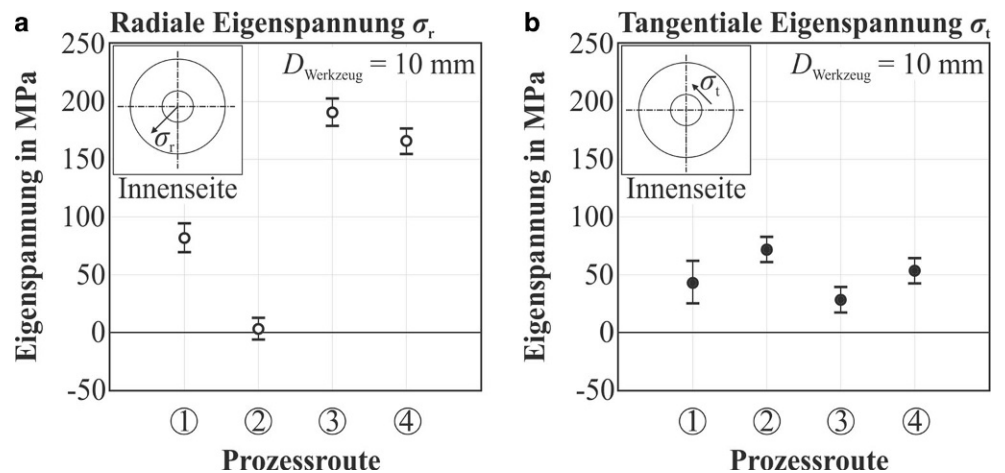 a Radiale Eigenspannung σr
250
200
150
100
50
0
-50
Eigenspannung in MPa
σr
Innenseite
DWerkzeug = 10 mm
① ② ③ ④
Prozessroute
b Tangentiale Eigenspannung σt
250
200
150
100
50
0
-50
Eigenspannung in MPa
σt
Innenseite
DWerkzeug = 10 mm
① ② ③ ④
Prozessroute